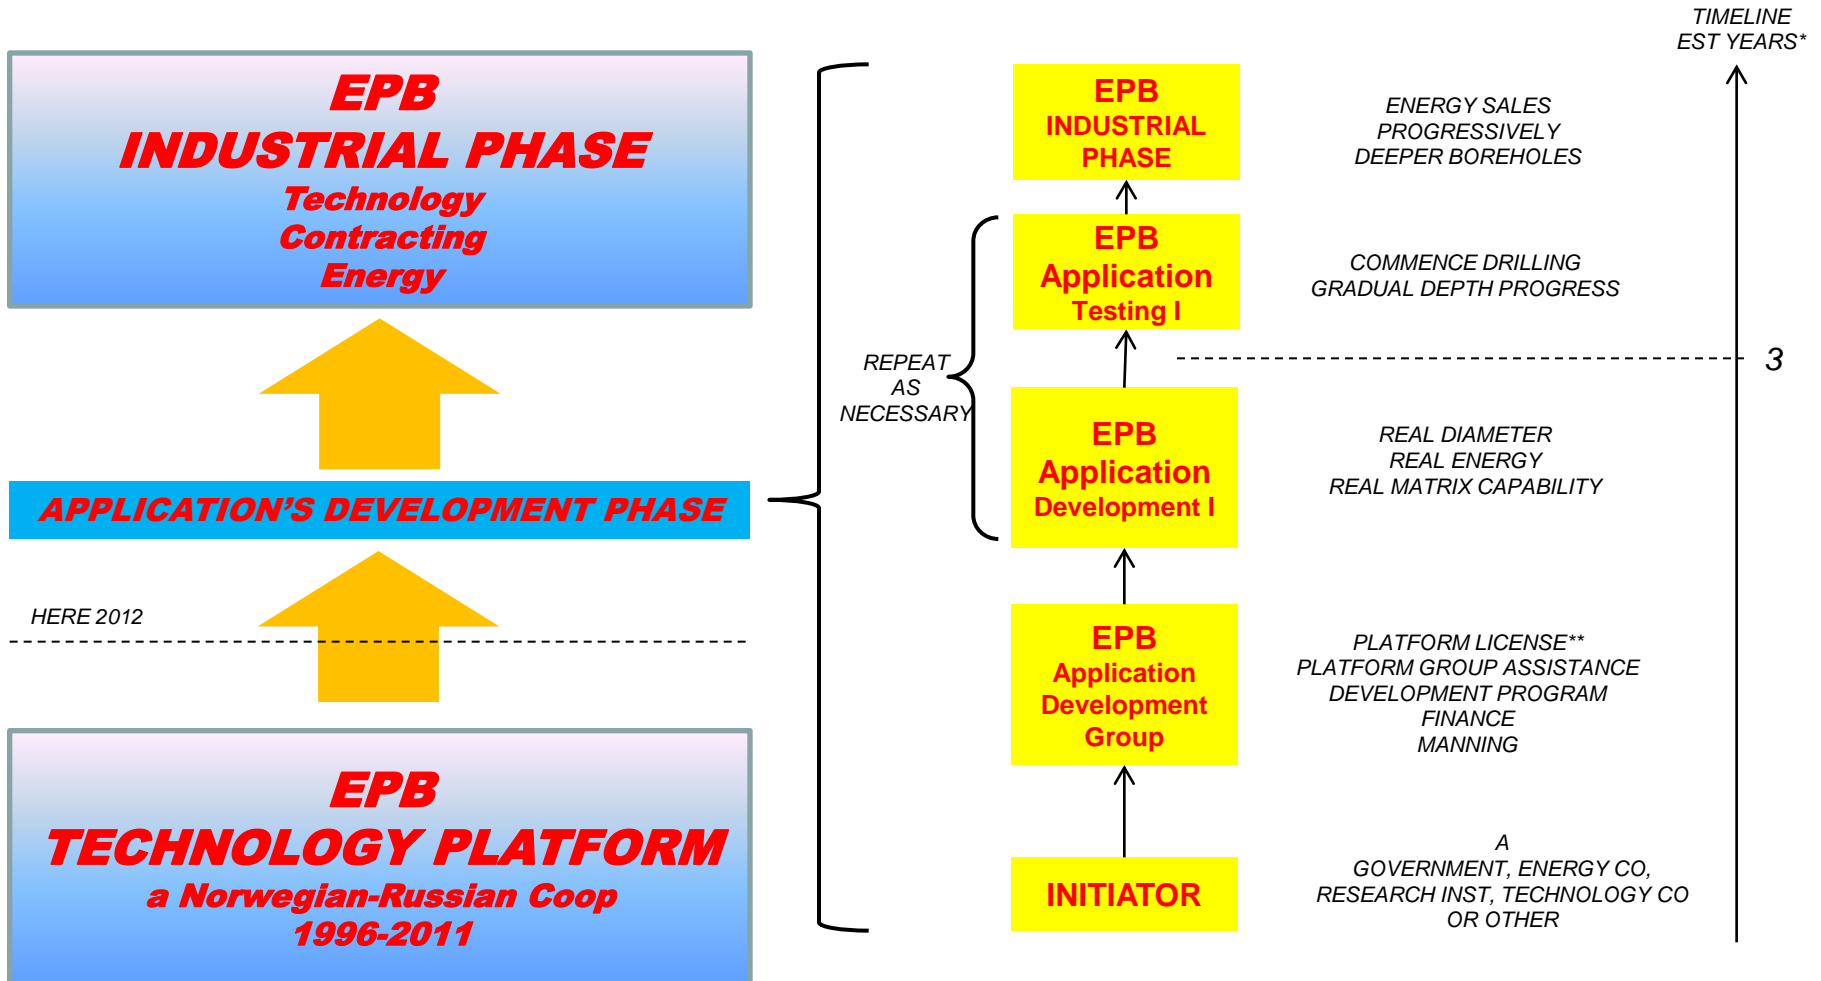 EPB
INDUSTRIAL PHASE
Technology
Contracting
Energy
APPLICATION'S DEVELOPMENT PHASE
HERE 2012
EPB
TECHNOLOGY PLATFORM
a Norwegian-Russian Coop
1996-2011
REPEAT
AS
NECESSARY
EPB
INDUSTRIAL
PHASE
EPB
Application
Testing I
EPB
Application
Development I
EPB
Application
Development
Group
INITIATOR
TIMELINE
EST YEARS*
ENERGY SALES
PROGRESSIVELY
DEEPER BOREHOLES
COMMENCE DRILLING
GRADUAL DEPTH PROGRESS
3
REAL DIAMETER
REAL ENERGY
REAL MATRIX CAPABILITY
PLATFORM LICENSE**
PLATFORM GROUP ASSISTANCE
DEVELOPMENT PROGRAM
FINANCE
MANNING
A
GOVERNMENT, ENERGY CO,
RESEARCH INST, TECHNOLOGY CO
OR OTHER